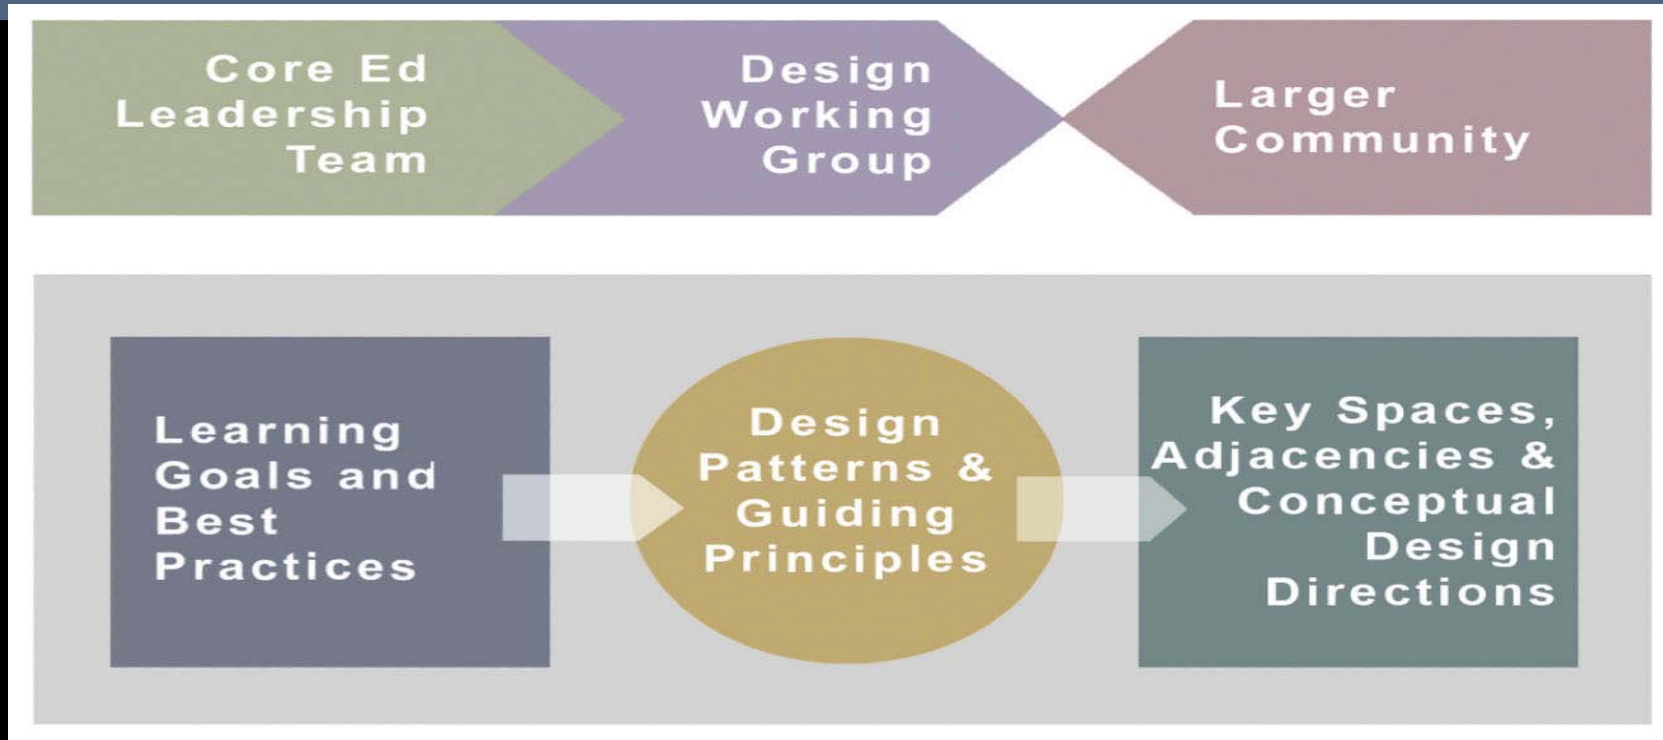 Core Ed
Leadership
Team
Design
Working
Group
Larger
Community
Learning
Goals and
Best
Practices
Design
Patterns &
Guiding
Principles
Key Spaces,
Adjacencies &
Conceptual
Design
Directions